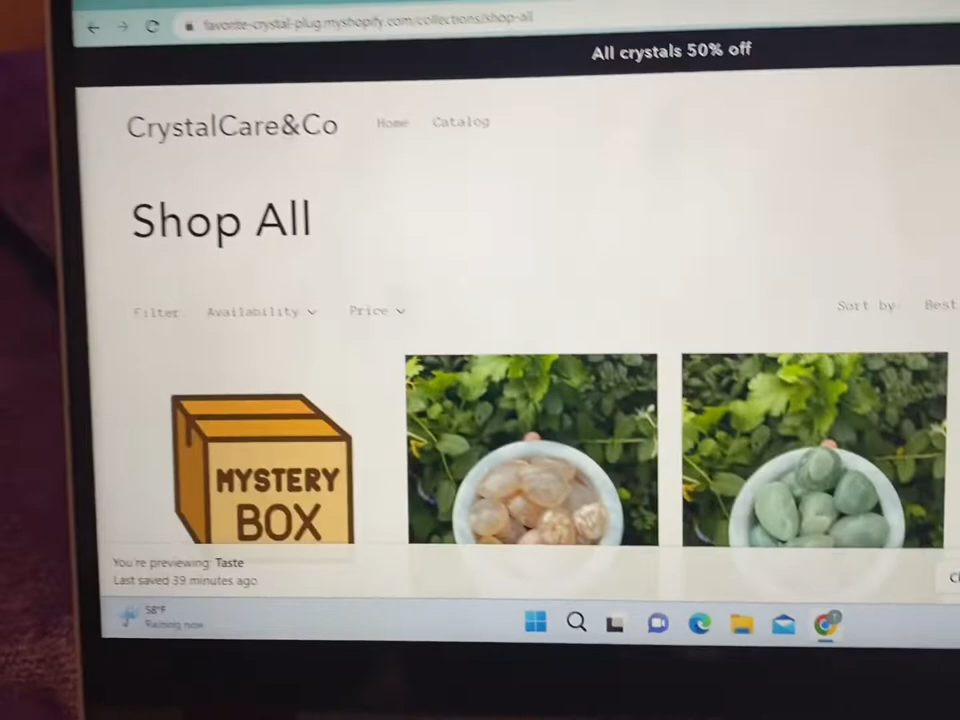 favorite-crystal-plug.myshopify.com/collections/shop-all
All crystals 50% off
CrystalCare&Co Home Catalog
Shop All
Filter Availability Price
Sort by Best
MYSTERY
BOX
You're previewing: Taste
Last saved 39 minutes ago
58°F
Raining now